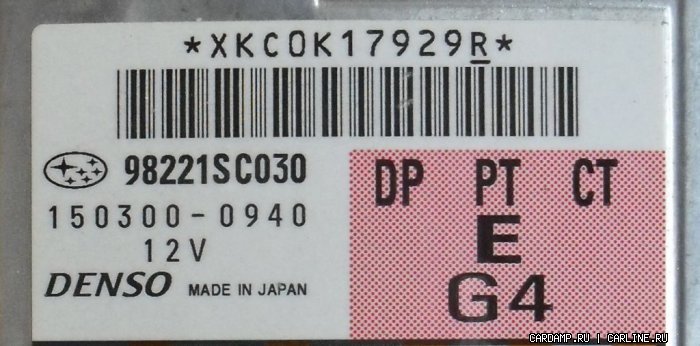 *XKC0K17929R*
98221SC030
150300-0940
12V
DENSO MADE IN JAPAN
DP PT CT
E
G4
CARDAMP.RU | CARLINE.RU